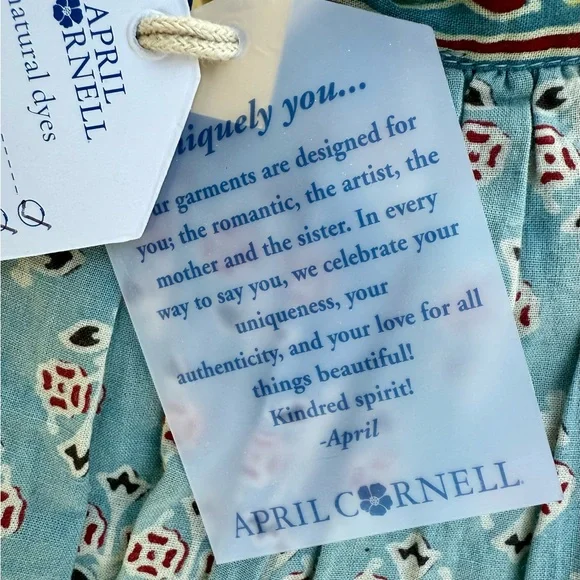 APRIL
CORNELL
natural dyes
uniquely you...
our garments are designed for
you; the romantic, the artist, the
mother and the sister. In every
way to say you, we celebrate your
uniqueness, your
authenticity, and your love for all
things beautiful!
Kindred spirit!
-April
APRIL CORNELL